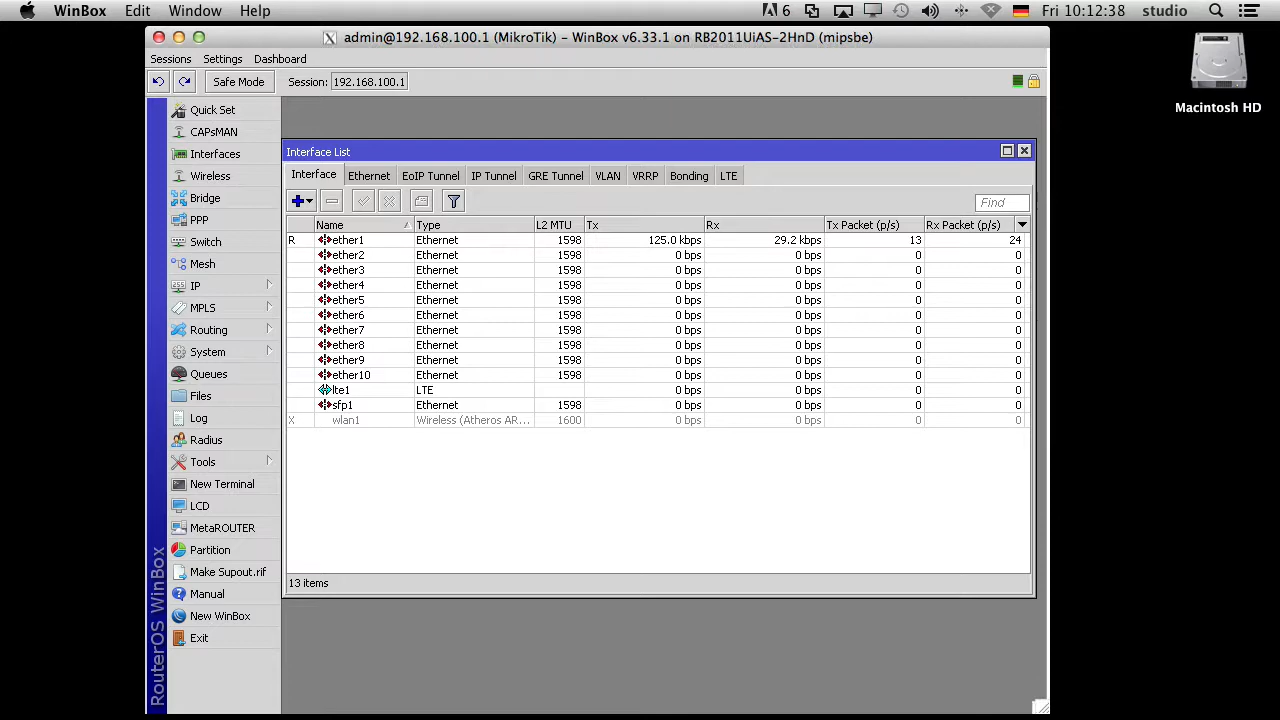 WinBox Edit Window Help 6 Fri 10:12:38 studio
admin@192.168.100.1 (MikroTik) - WinBox v6.33.1 on RB2011UiAS-2HnD (mipsbe)
Sessions Settings Dashboard
Safe Mode Session: 192.168.100.1
Macintosh HD
Quick Set
CAPsMAN
Interfaces
Wireless
Bridge
PPP
Switch
Mesh
IP
MPLS
Routing
System
Queues
Files
Log
Radius
Tools
New Terminal
LCD
MetaROUTER
Partition
Make Supout.rif
Manual
New WinBox
Exit
RouterOS WinBox
Interface List
Interface Ethernet EoIP Tunnel IP Tunnel GRE Tunnel VLAN VRRP Bonding LTE
Find
Name Type L2 MTU Tx Rx Tx Packet (p/s) Rx Packet (p/s)
R ether1 Ethernet 1598 125.0 kbps 29.2 kbps 13 24
ether2 Ethernet 1598 0 bps 0 bps 0 0
ether3 Ethernet 1598 0 bps 0 bps 0 0
ether4 Ethernet 1598 0 bps 0 bps 0 0
ether5 Ethernet 1598 0 bps 0 bps 0 0
ether6 Ethernet 1598 0 bps 0 bps 0 0
ether7 Ethernet 1598 0 bps 0 bps 0 0
ether8 Ethernet 1598 0 bps 0 bps 0 0
ether9 Ethernet 1598 0 bps 0 bps 0 0
ether10 Ethernet 1598 0 bps 0 bps 0 0
lte1 LTE 0 bps 0 bps 0 0
sfp1 Ethernet 1598 0 bps 0 bps 0 0
X wlan1 Wireless (Atheros AR... 1600 0 bps 0 bps 0 0
13 items